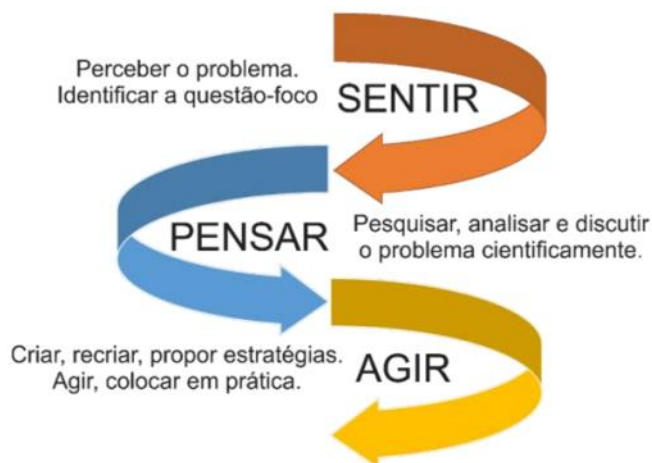 Perceber o problema.
Identificar a questão-foco
SENTIR
PENSAR
Pesquisar, analisar e discutir
o problema cientificamente.
Criar, recriar, propor estratégias.
Agir, colocar em prática.
AGIR